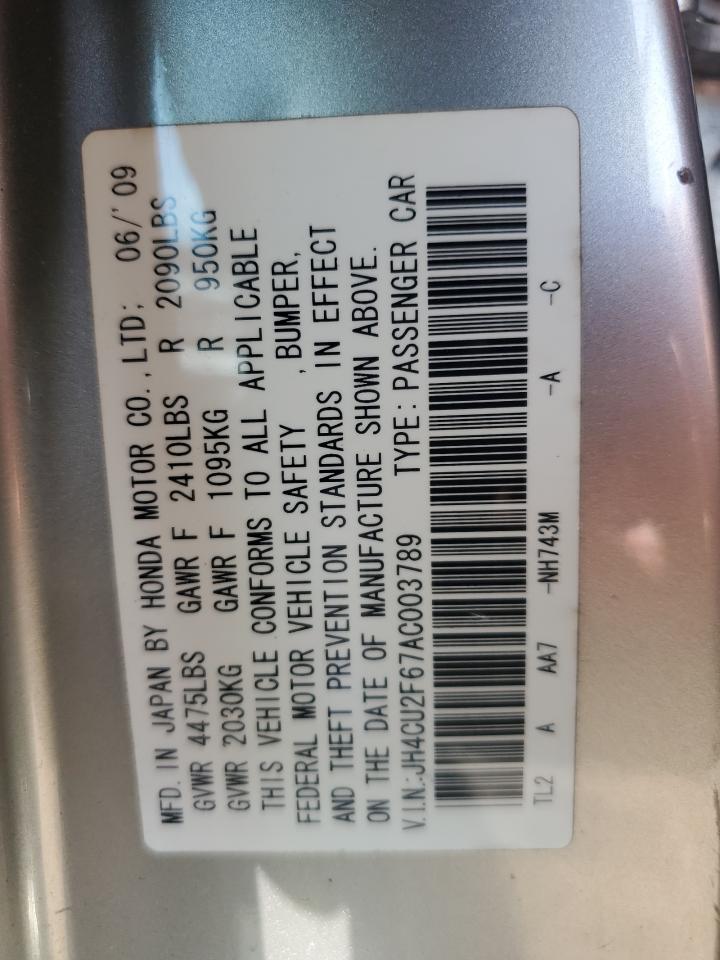 MFD. IN JAPAN BY HONDA MOTOR CO., LTD; 06/'09
GVWR 4475LBS GAWR F 2410LBS R 2090LBS
GVWR 2030KG GAWR F 1095KG R 950KG
THIS VEHICLE CONFORMS TO ALL APPLICABLE
FEDERAL MOTOR VEHICLE SAFETY ,BUMPER,
AND THEFT PREVENTION STANDARDS IN EFFECT
ON THE DATE OF MANUFACTURE SHOWN ABOVE.
V.I.N.:JH4CU2F67AC003789 TYPE: PASSENGER CAR
TL2 A AA7 -NH743M -A -C